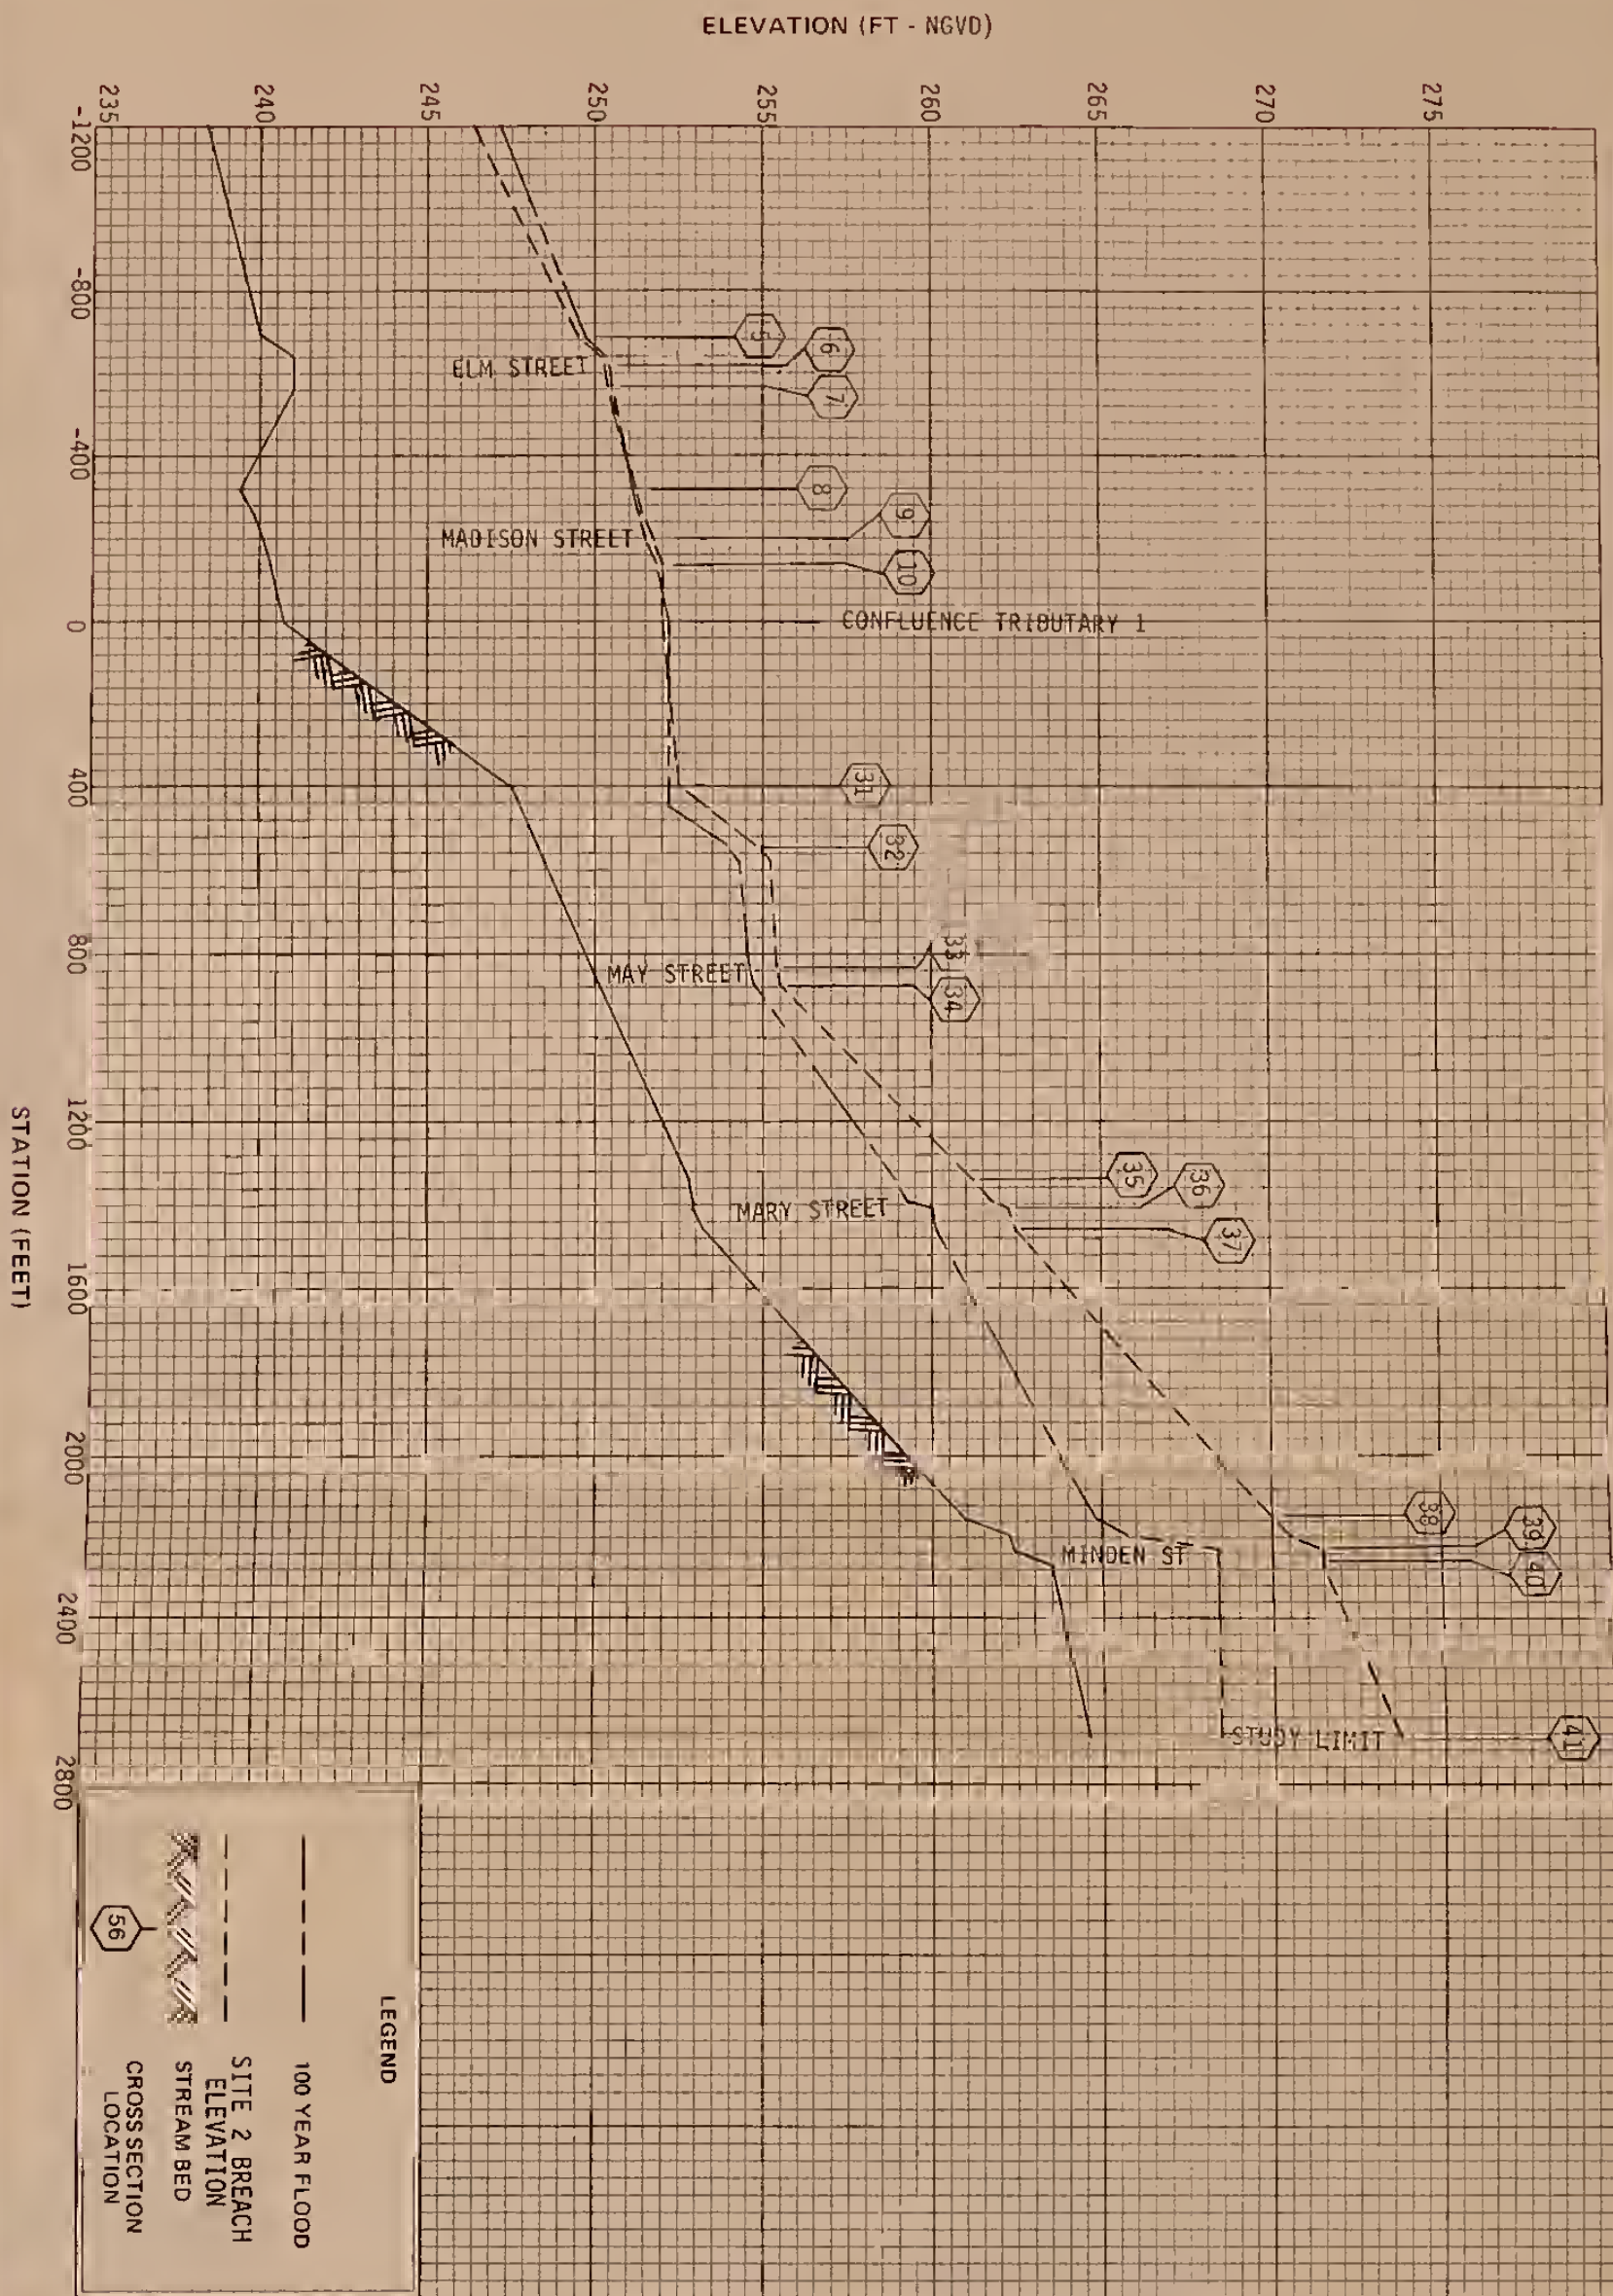 ELEVATION (FT - NGVD)
235
240
245
250
255
260
265
270
275
-1200
-800
-400
0
400
800
1200
1600
2000
2400
2800
STATION (FEET)
5
6
ELM STREET
7
8
9
MADISON STREET
10
CONFLUENCE TRIBUTARY 1
31
32
33
MAY STREET
34
35
36
MARY STREET
37
38
39
MINDEN ST
40
STUDY LIMIT
41
LEGEND
100 YEAR FLOOD
SITE 2 BREACH
ELEVATION
STREAM BED
56
CROSS SECTION
LOCATION